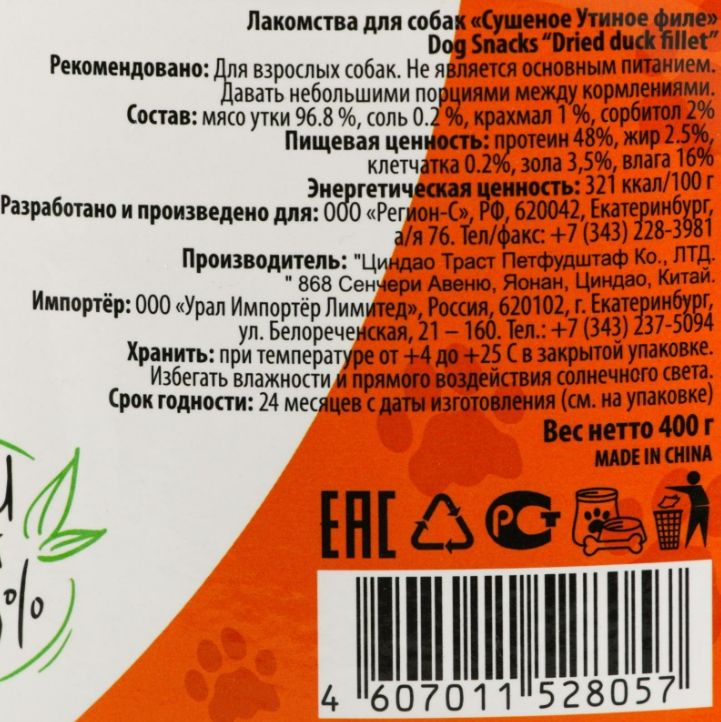 Лакомства для собак «Сушеное Утиное филе»
Dog Snacks "Dried duck fillet"
Рекомендовано: Для взрослых собак. Не является основным питанием.
Давать небольшими порциями между кормлениями.
Состав: мясо утки 96.8 %, соль 0.2 %, крахмал 1 %, сорбитол 2%
Пищевая ценность: протеин 48%, жир 2.5%,
клетчатка 0.2%, зола 3,5%, влага 16%
Энергетическая ценность: 321 ккал/100 г
Разработано и произведено для: ООО «Регион-С», РФ, 620042, Екатеринбург,
а/я 76. Тел/факс: +7 (343) 228-3981
Производитель: "Циндао Траст Петфудштаф Ко., ЛТД.
" 868 Сенчери Авеню, Яонан, Циндао, Китай.
Импортёр: ООО «Урал Импортёр Лимитед», Россия, 620102, г. Екатеринбург,
ул. Белореченская, 21 – 160. Тел.: +7 (343) 237-5094
Хранить: при температуре от +4 до +25 С в закрытой упаковке.
Избегать влажности и прямого воздействия солнечного света.
Срок годности: 24 месяцев с даты изготовления (см. на упаковке)
Вес нетто 400 г
MADE IN CHINA
ЕАС РСТ
%
4 607011 528057